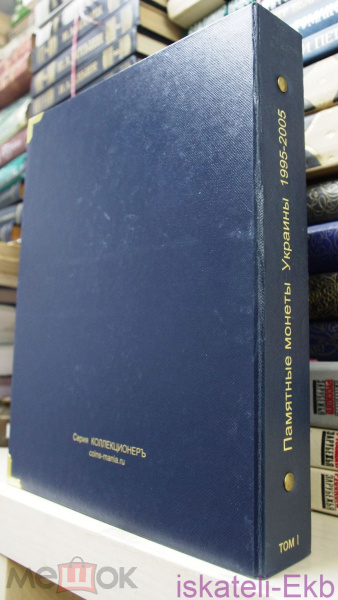 Памятные монеты Украины 1995-2005
ТОМ I
Серия КОЛЛЕКЦИОНЕРЪ
coins-mania.ru
мешок
iskateli-Ekb